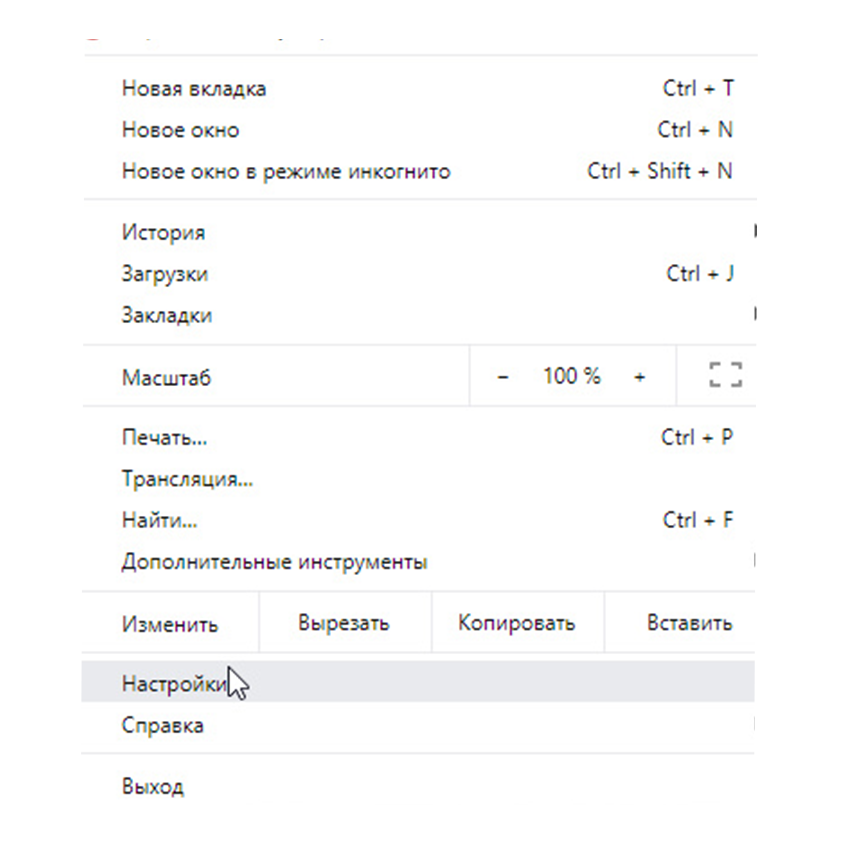 Новая вкладка Ctrl + T
Новое окно Ctrl + N
Новое окно в режиме инкогнито Ctrl + Shift + N
История
Загрузки Ctrl + J
Закладки
Масштаб – 100 % +
Печать... Ctrl + P
Трансляция...
Найти... Ctrl + F
Дополнительные инструменты
Изменить Вырезать Копировать Вставить
Настройки
Справка
Выход